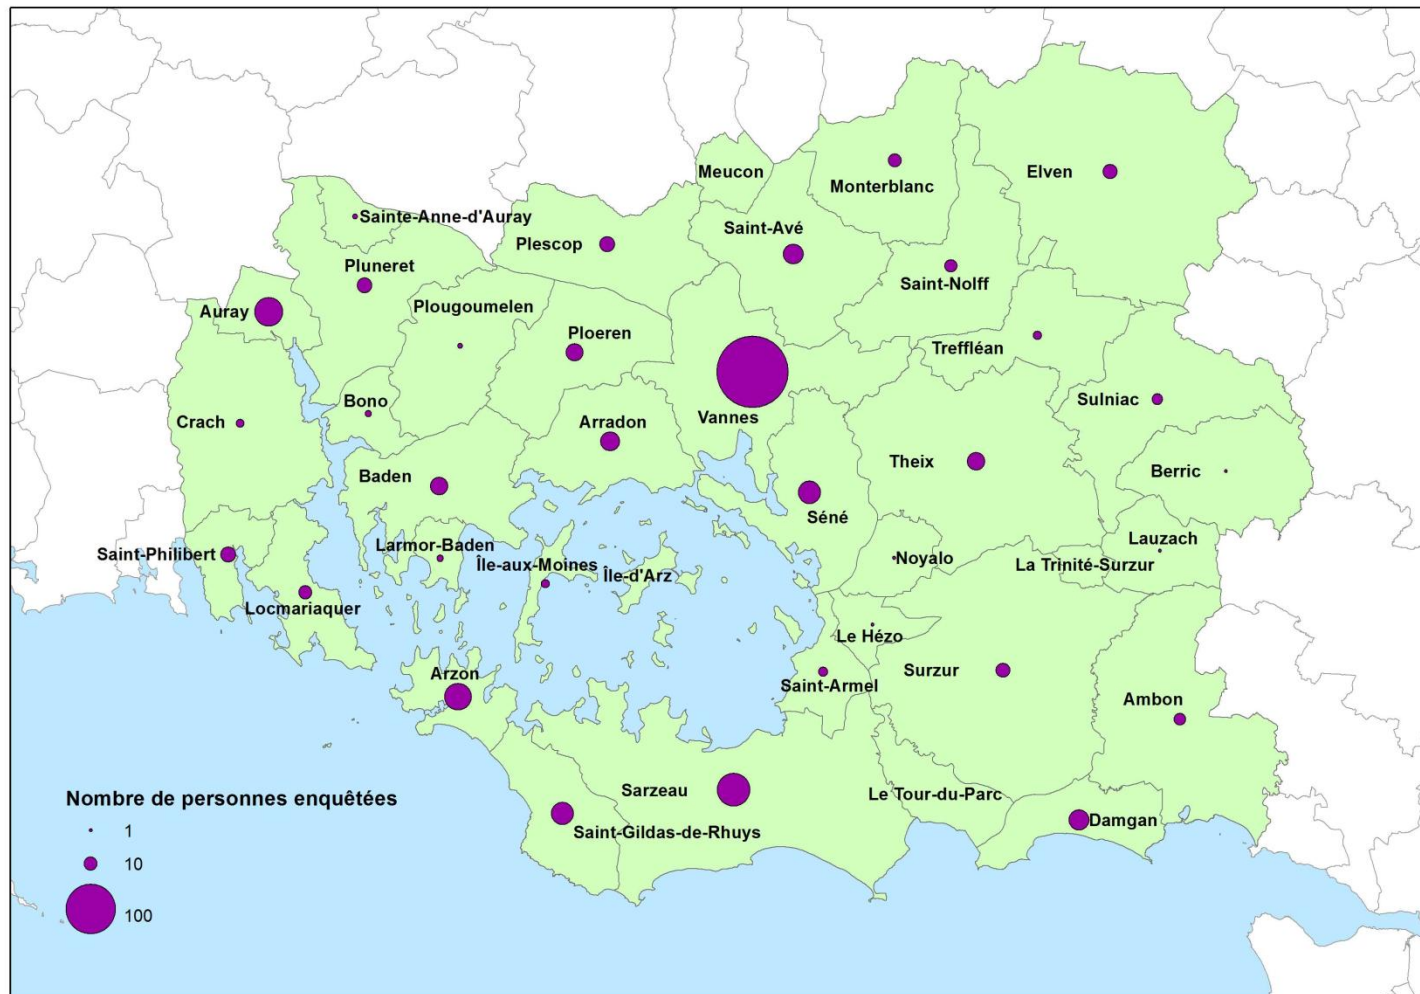 Meucon
Monterblanc
Elven
Sainte-Anne-d'Auray
Saint-Avé
Plescop
Pluneret
Saint-Nolff
Auray
Plougoumelen
Ploeren
Treffléan
Bono
Crach
Arradon
Vannes
Sulniac
Theix
Baden
Berric
Séné
Lauzach
Saint-Philibert
Larmor-Baden
Île-aux-Moines
Île-d'Arz
Noyalo
La Trinité-Surzur
Locmariaquer
Le Hézo
Arzon
Saint-Armel
Surzur
Ambon
Sarzeau
Le Tour-du-Parc
Nombre de personnes enquêtées
Saint-Gildas-de-Rhuys
Damgan
1
10
100